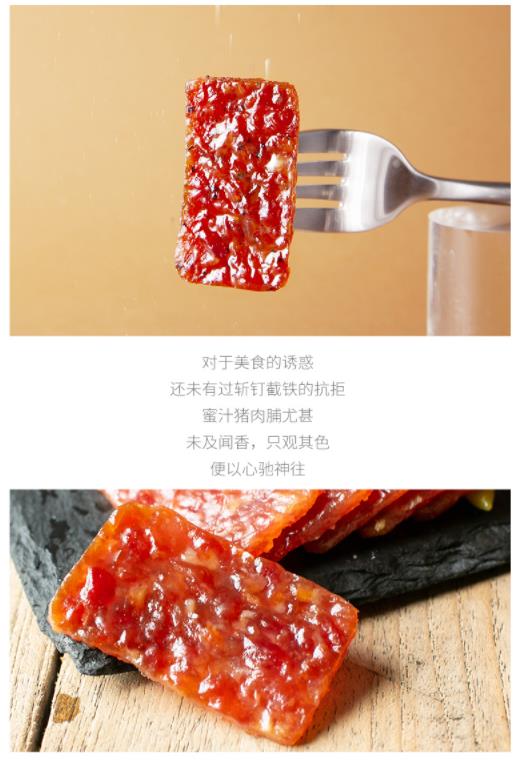 对于美食的诱惑
还未有过斩钉截铁的抗拒
蜜汁猪肉脯尤甚
未及闻香，只观其色
便以心驰神往